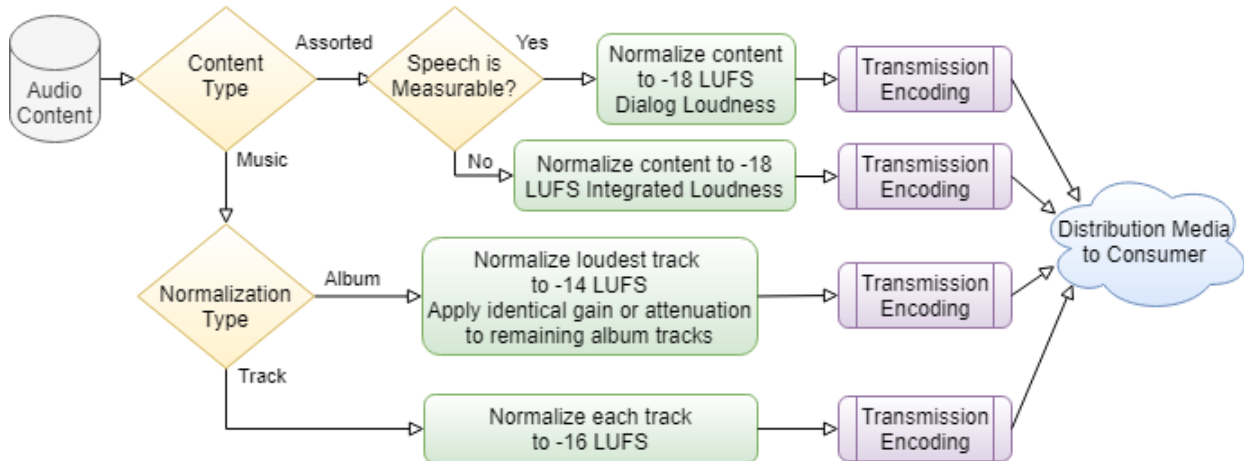 Audio
Content
Content
Type
Assorted
Speech is
Measurable?
Yes
Normalize content
to -18 LUFS
Dialog Loudness
Transmission
Encoding
Music
No
Normalize content to -18
LUFS Integrated Loudness
Transmission
Encoding
Distribution Media
to Consumer
Normalization
Type
Album
Normalize loudest track
to -14 LUFS
Apply identical gain or attenuation
to remaining album tracks
Transmission
Encoding
Track
Normalize each track
to -16 LUFS
Transmission
Encoding